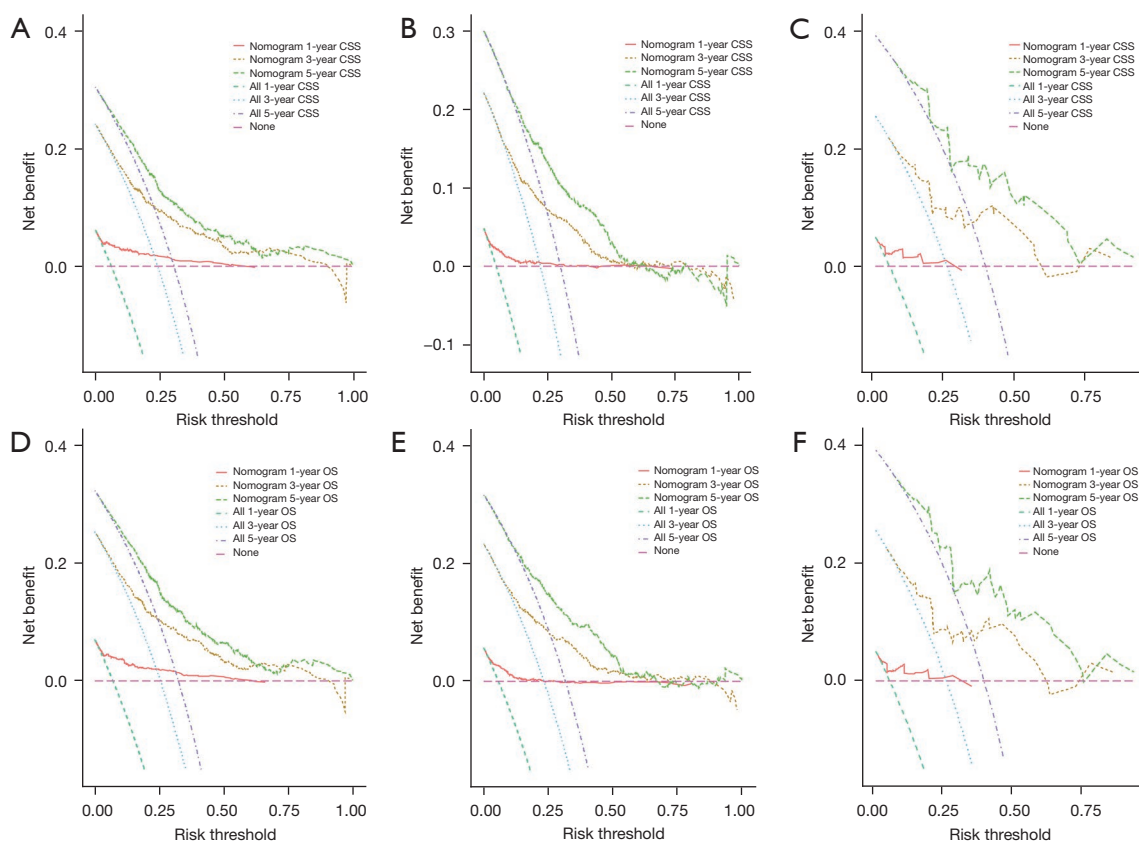 A
0.4
0.2
0.0
Net benefit
Nomogram 1-year CSS
Nomogram 3-year CSS
Nomogram 5-year CSS
All 1-year CSS
All 3-year CSS
All 5-year CSS
None
0.00 0.25 0.50 0.75 1.00
Risk threshold
B
0.3
0.2
0.1
0.0
−0.1
Net benefit
Nomogram 1-year CSS
Nomogram 3-year CSS
Nomogram 5-year CSS
All 1-year CSS
All 3-year CSS
All 5-year CSS
None
0.00 0.25 0.50 0.75 1.00
Risk threshold
C
0.4
0.2
0.0
Net benefit
Nomogram 1-year CSS
Nomogram 3-year CSS
Nomogram 5-year CSS
All 1-year CSS
All 3-year CSS
All 5-year CSS
None
0.00 0.25 0.50 0.75
Risk threshold
D
0.4
0.2
0.0
Net benefit
Nomogram 1-year OS
Nomogram 3-year OS
Nomogram 5-year OS
All 1-year OS
All 3-year OS
All 5-year OS
None
0.00 0.25 0.50 0.75 1.00
Risk threshold
E
0.4
0.2
0.0
Net benefit
Nomogram 1-year OS
Nomogram 3-year OS
Nomogram 5-year OS
All 1-year OS
All 3-year OS
All 5-year OS
None
0.00 0.25 0.50 0.75 1.00
Risk threshold
F
0.4
0.2
0.0
Net benefit
Nomogram 1-year OS
Nomogram 3-year OS
Nomogram 5-year OS
All 1-year OS
All 3-year OS
All 5-year OS
None
0.00 0.25 0.50 0.75
Risk threshold